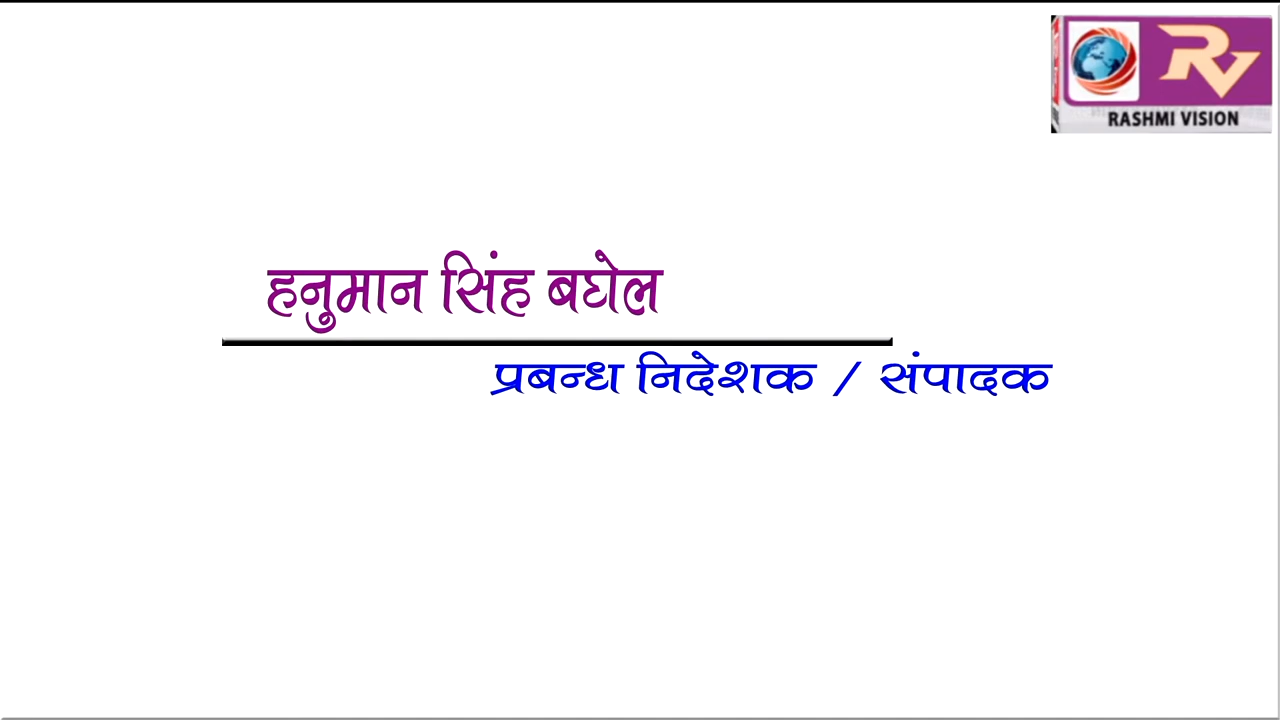 RV
RASHMI VISION
हनुमान सिंह बघेल
प्रबन्ध निदेशक / संपादक